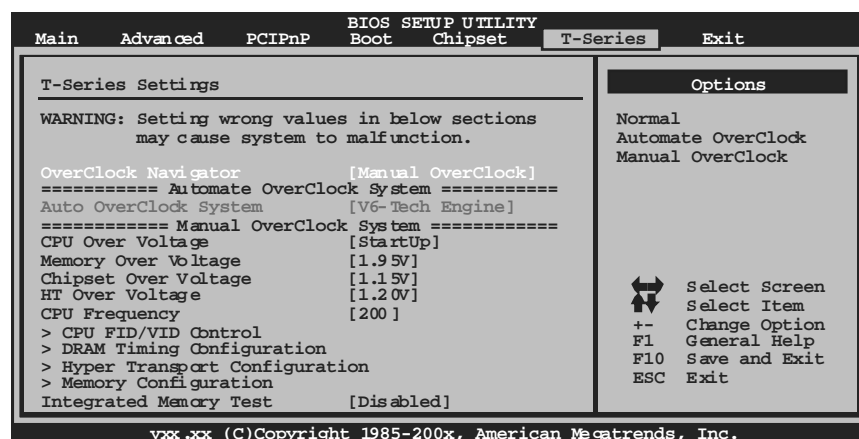 BIOS SETUP UTILITY
Main Advanced PCIPnP Boot Chipset T-Series Exit
T-Series Settings
WARNING: Setting wrong values in below sections
may cause system to malfunction.
OverClock Navigator [Manual OverClock]
=========== Automate OverClock System ===========
Auto OverClock System [V6-Tech Engine]
============ Manual OverClock System ============
CPU Over Voltage [StartUp]
Memory Over Voltage [1.95V]
Chipset Over Voltage [1.15V]
HT Over Voltage [1.20V]
CPU Frequency [200 ]
> CPU FID/VID Control
> DRAM Timing Configuration
> Hyper Transport Configuration
> Memory Configuration
Integrated Memory Test [Disabled]
Options
Normal
Automate OverClock
Manual OverClock
Select Screen
Select Item
+- Change Option
F1 General Help
F10 Save and Exit
ESC Exit
vxx.xx (C)Copyright 1985-200x, American Megatrends, Inc.